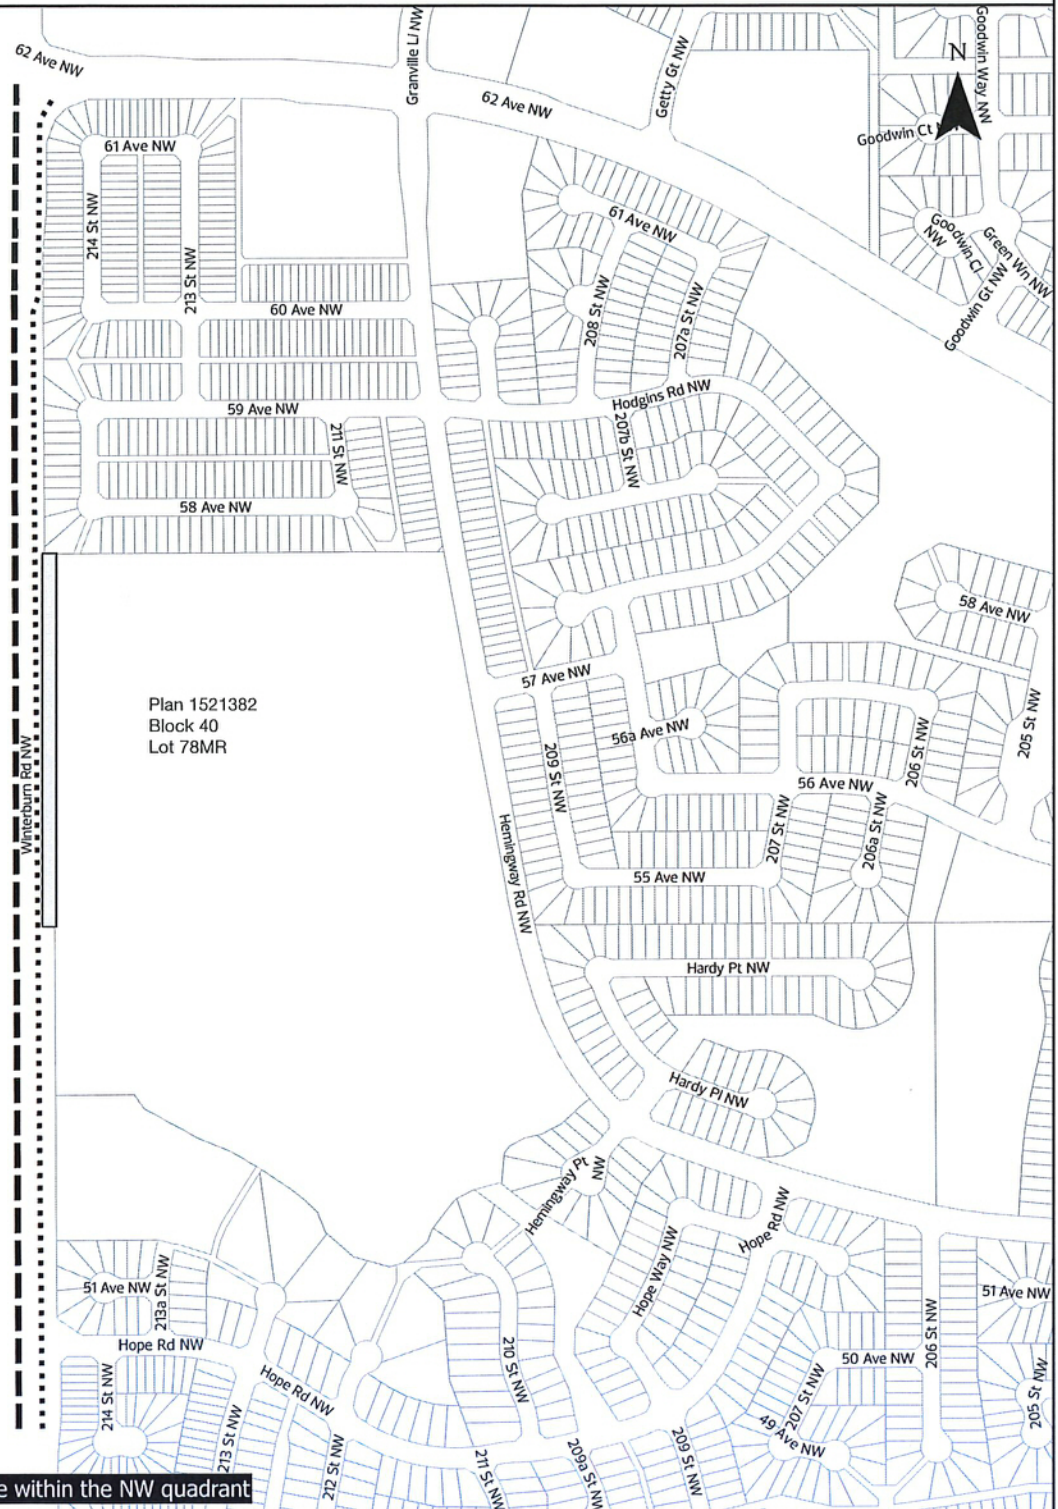 62 Ave NW
Granville LI NW
62 Ave NW
Getty Gt NW
Goodwin Way NW
N
Goodwin Ct
61 Ave NW
214 St NW
213 St NW
61 Ave NW
Goodwin Cl
NW
Green Wn NW
Goodwin Gt NW
208 St NW
207a St NW
60 Ave NW
Hodgins Rd NW
59 Ave NW
211 St NW
207b St NW
58 Ave NW
58 Ave NW
57 Ave NW
Plan 1521382
Block 40
Lot 78MR
56a Ave NW
205 St NW
209 St NW
206 St NW
Winterburn Rd NW
56 Ave NW
207 St NW
206a St NW
Hemingway Rd NW
55 Ave NW
Hardy Pt NW
Hardy Pl NW
Hemingway Pt
NW
Hope Rd NW
Hope Way NW
51 Ave NW
213a St NW
51 Ave NW
Hope Rd NW
206 St NW
210 St NW
50 Ave NW
Hope Rd NW
214 St NW
207 St NW
205 St NW
49 Ave NW
213 St NW
212 St NW
211 St NW
209a St NW
209 St NW
e within the NW quadrant